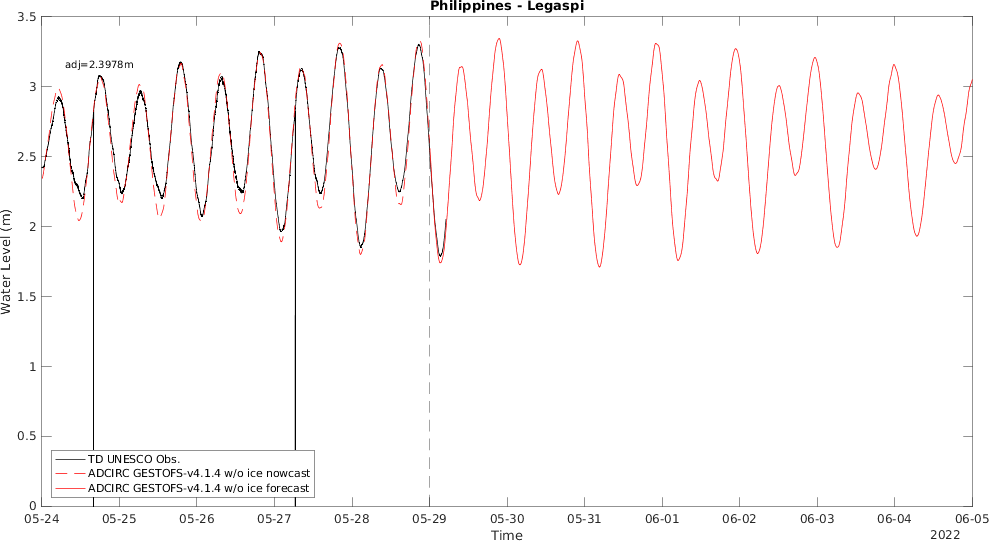 Philippines - Legaspi
3.5
3
2.5
2
1.5
1
0.5
0
Water Level (m)
adj=2.3978m
TD UNESCO Obs.
ADCIRC GESTOFS-v4.1.4 w/o ice nowcast
ADCIRC GESTOFS-v4.1.4 w/o ice forecast
05-24 05-25 05-26 05-27 05-28 05-29 05-30 05-31 06-01 06-02 06-03 06-04 06-05
Time
2022